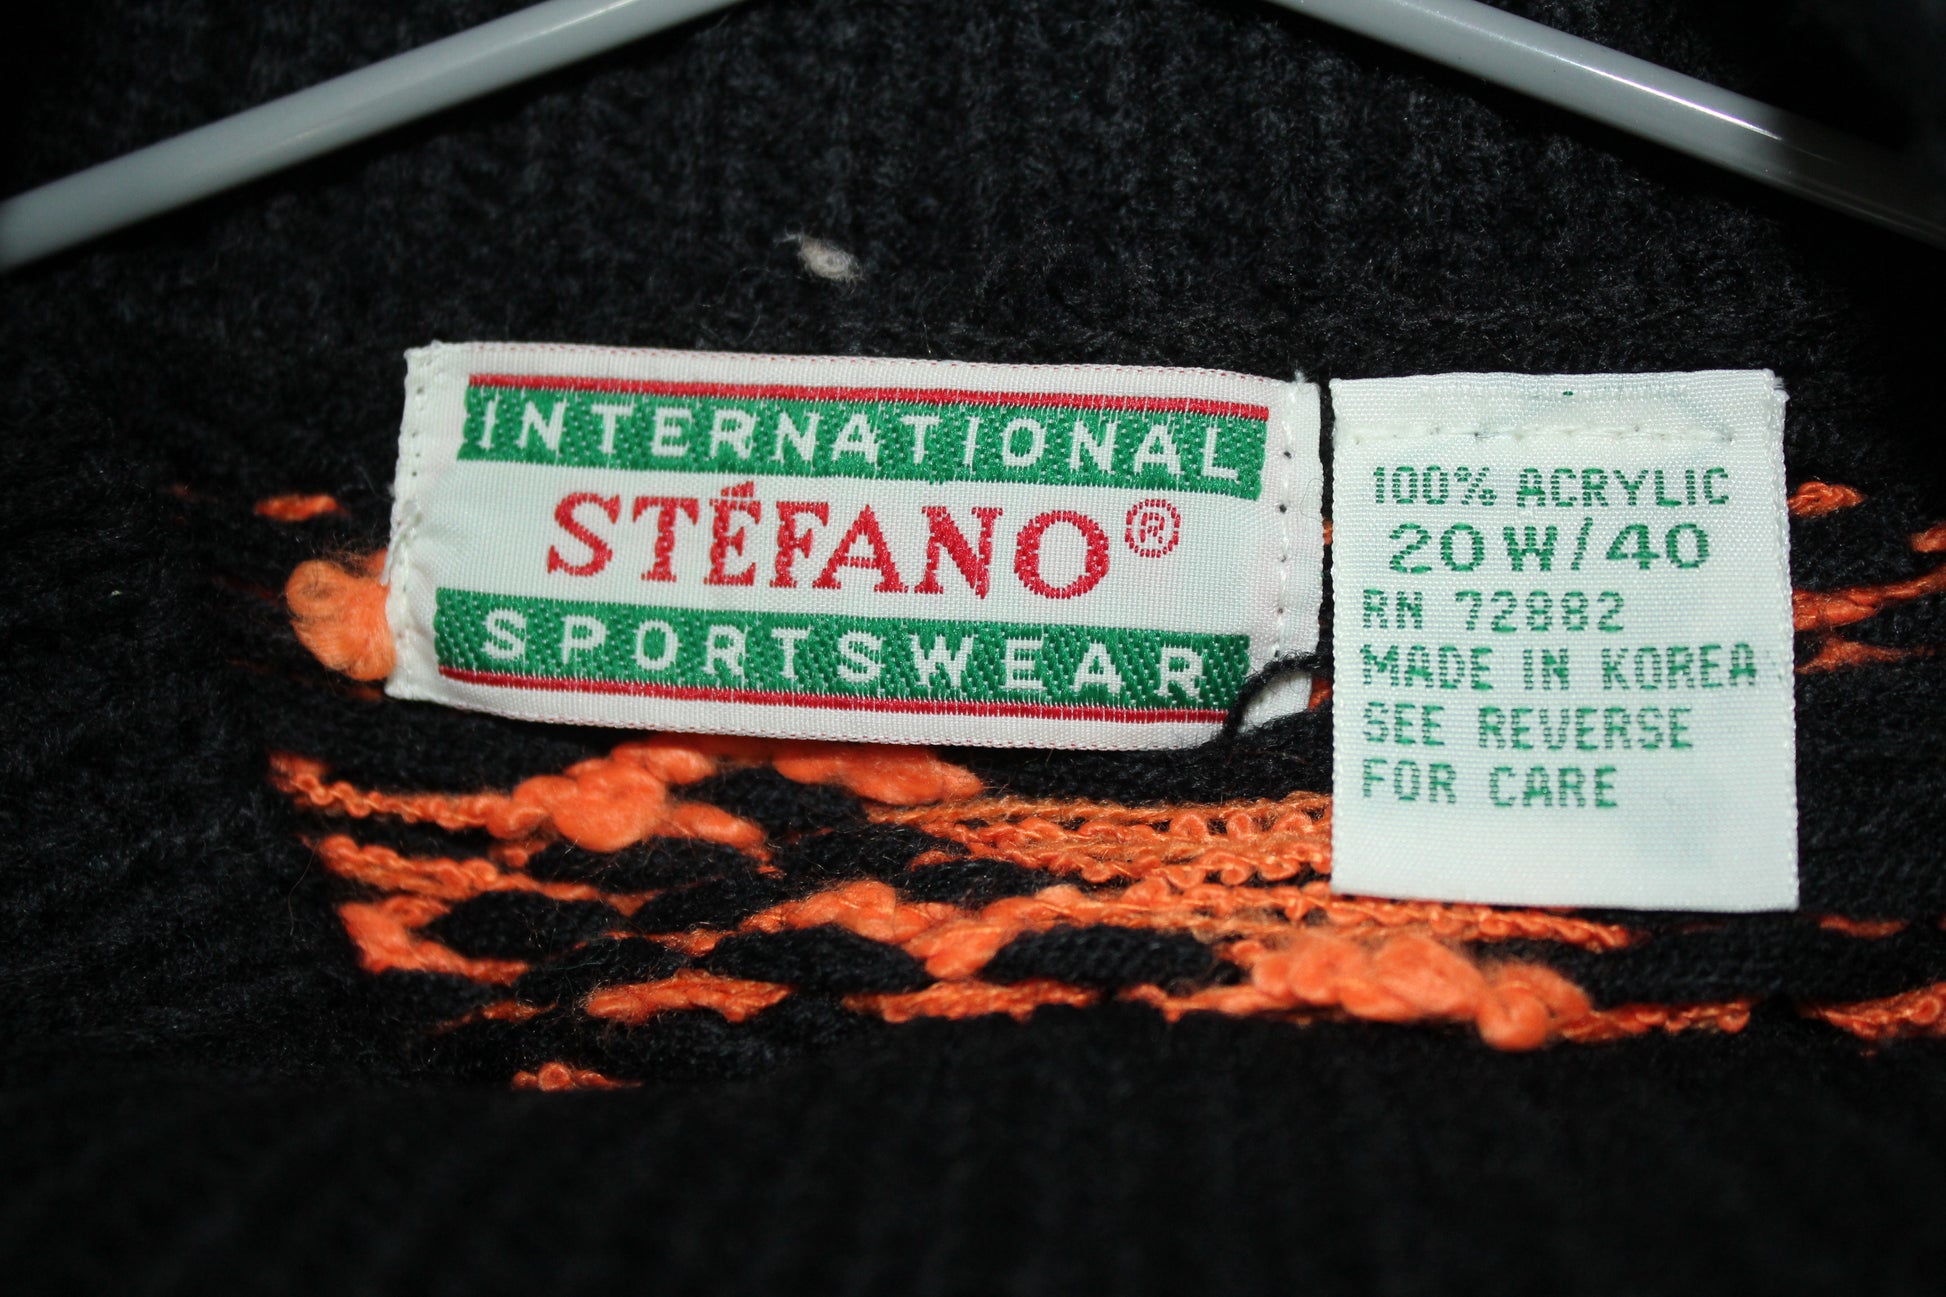 INTERNATIONAL
STÉFANO®
SPORTSWEAR
100% ACRYLIC
20W/40
RN 72882
MADE IN KOREA
SEE REVERSE
FOR CARE